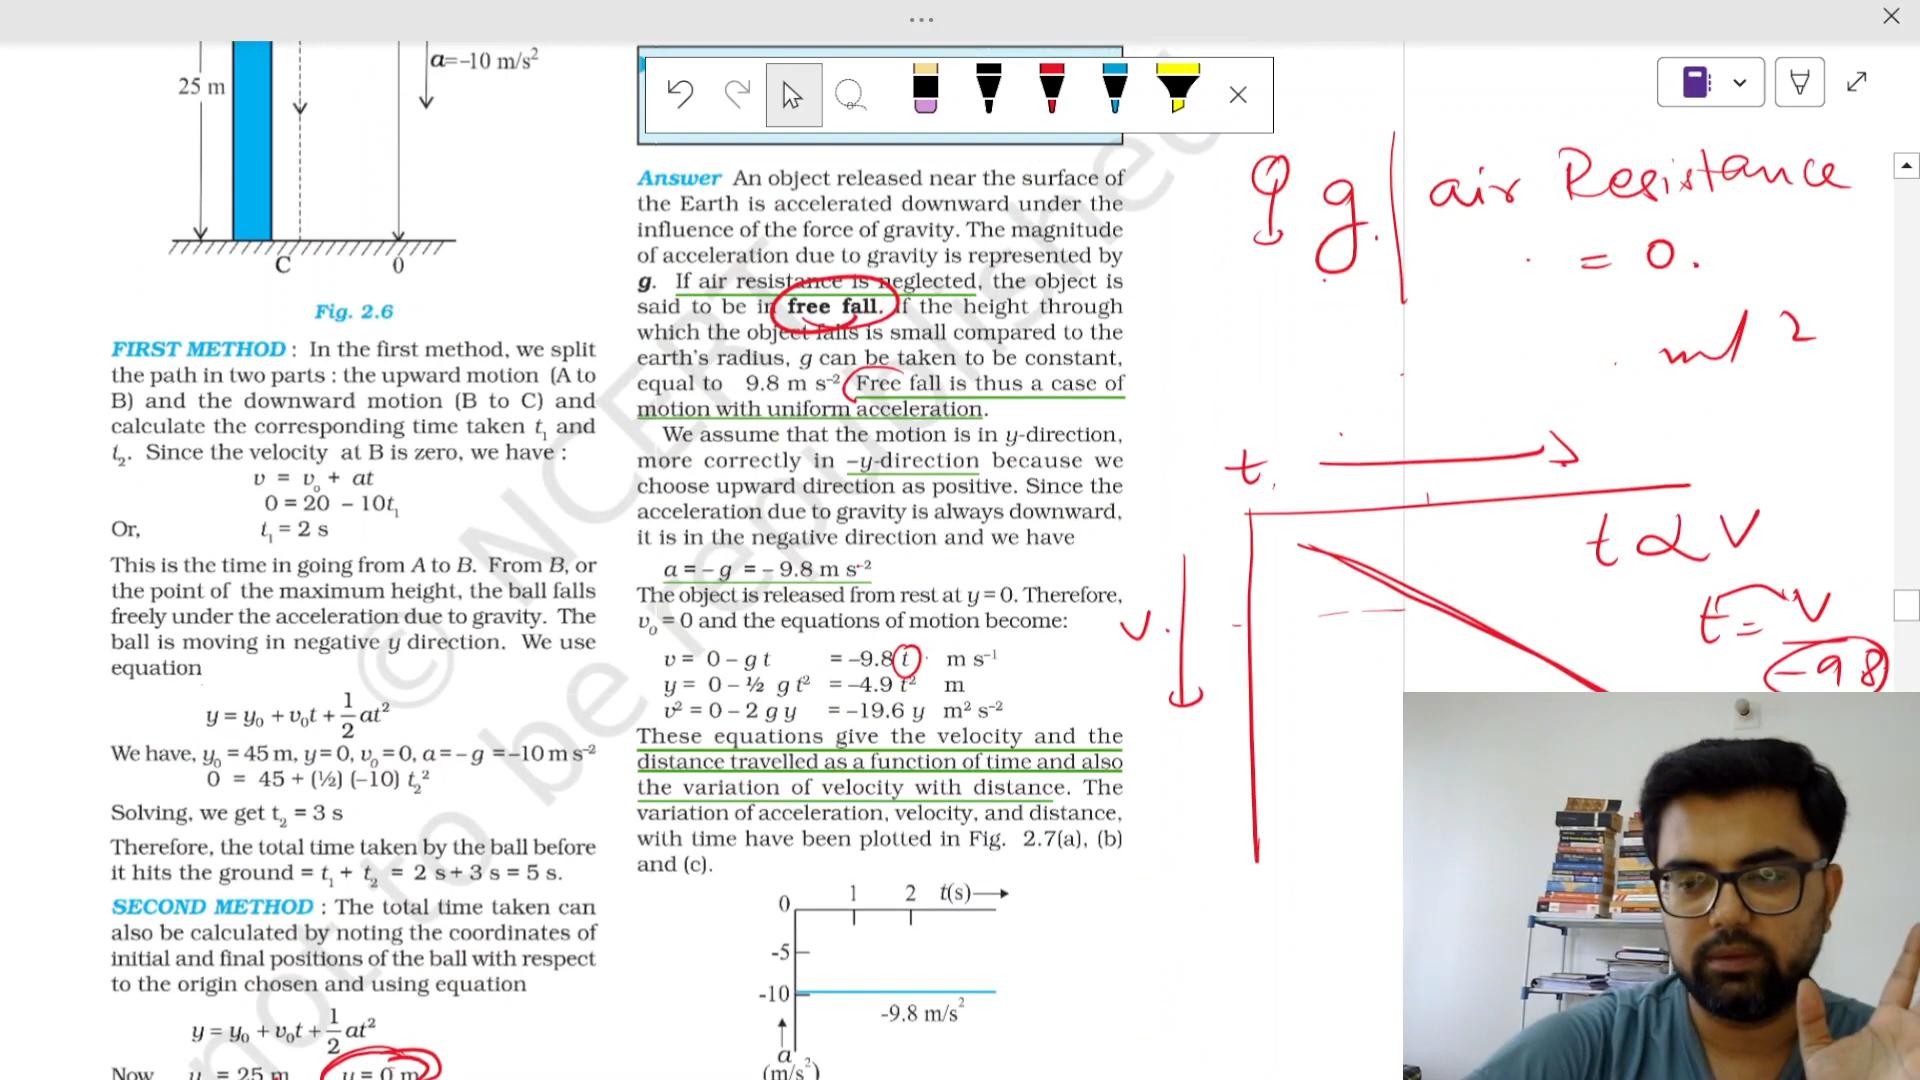 25 m
a=–10 m/s²
C
0
Fig. 2.6
FIRST METHOD : In the first method, we split
the path in two parts : the upward motion (A to
B) and the downward motion (B to C) and
calculate the corresponding time taken t₁ and
t₂. Since the velocity at B is zero, we have :
υ = υₒ + at
0 = 20 – 10t₁
Or, t₁ = 2 s
This is the time in going from A to B. From B, or
the point of the maximum height, the ball falls
freely under the acceleration due to gravity. The
ball is moving in negative y direction. We use
equation
y = y₀ + υ₀t + 1/2 at²
We have, y₀ = 45 m, y = 0, υ₀ = 0, a = – g = –10 m s⁻²
0 = 45 + (½) (–10) t₂²
Solving, we get t₂ = 3 s
Therefore, the total time taken by the ball before
it hits the ground = t₁ + t₂ = 2 s + 3 s = 5 s.
SECOND METHOD : The total time taken can
also be calculated by noting the coordinates of
initial and final positions of the ball with respect
to the origin chosen and using equation
y = y₀ + υ₀t + 1/2 at²
Now = 25 m = 0 m
Answer An object released near the surface of
the Earth is accelerated downward under the
influence of the force of gravity. The magnitude
of acceleration due to gravity is represented by
g. If air resistance is neglected, the object is
said to be in free fall. If the height through
which the object falls is small compared to the
earth's radius, g can be taken to be constant,
equal to 9.8 m s⁻². Free fall is thus a case of
motion with uniform acceleration.
We assume that the motion is in y-direction,
more correctly in –y-direction because we
choose upward direction as positive. Since the
acceleration due to gravity is always downward,
it is in the negative direction and we have
a = – g = – 9.8 m s⁻²
The object is released from rest at y = 0. Therefore,
υₒ = 0 and the equations of motion become:
υ = 0 – g t = –9.8 t m s⁻¹
y = 0 – ½ g t² = –4.9 t² m
υ² = 0 – 2 g y = –19.6 y m² s⁻²
These equations give the velocity and the
distance travelled as a function of time and also
the variation of velocity with distance. The
variation of acceleration, velocity, and distance,
with time have been plotted in Fig. 2.7(a), (b)
and (c).
0 1 2 t(s)
-5
-10
-9.8 m/s²
a
(m/s²)
© NCERT
not to be republished
g. air Resistance
= 0.
t
t ∝ V
V
t = V
-9.8